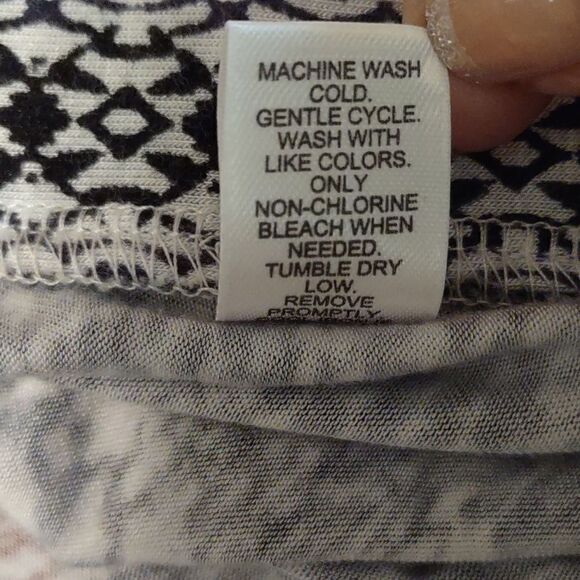 MACHINE WASH
COLD.
GENTLE CYCLE.
WASH WITH
LIKE COLORS.
ONLY
NON-CHLORINE
BLEACH WHEN
NEEDED.
TUMBLE DRY
LOW.
REMOVE
PROMPTLY.